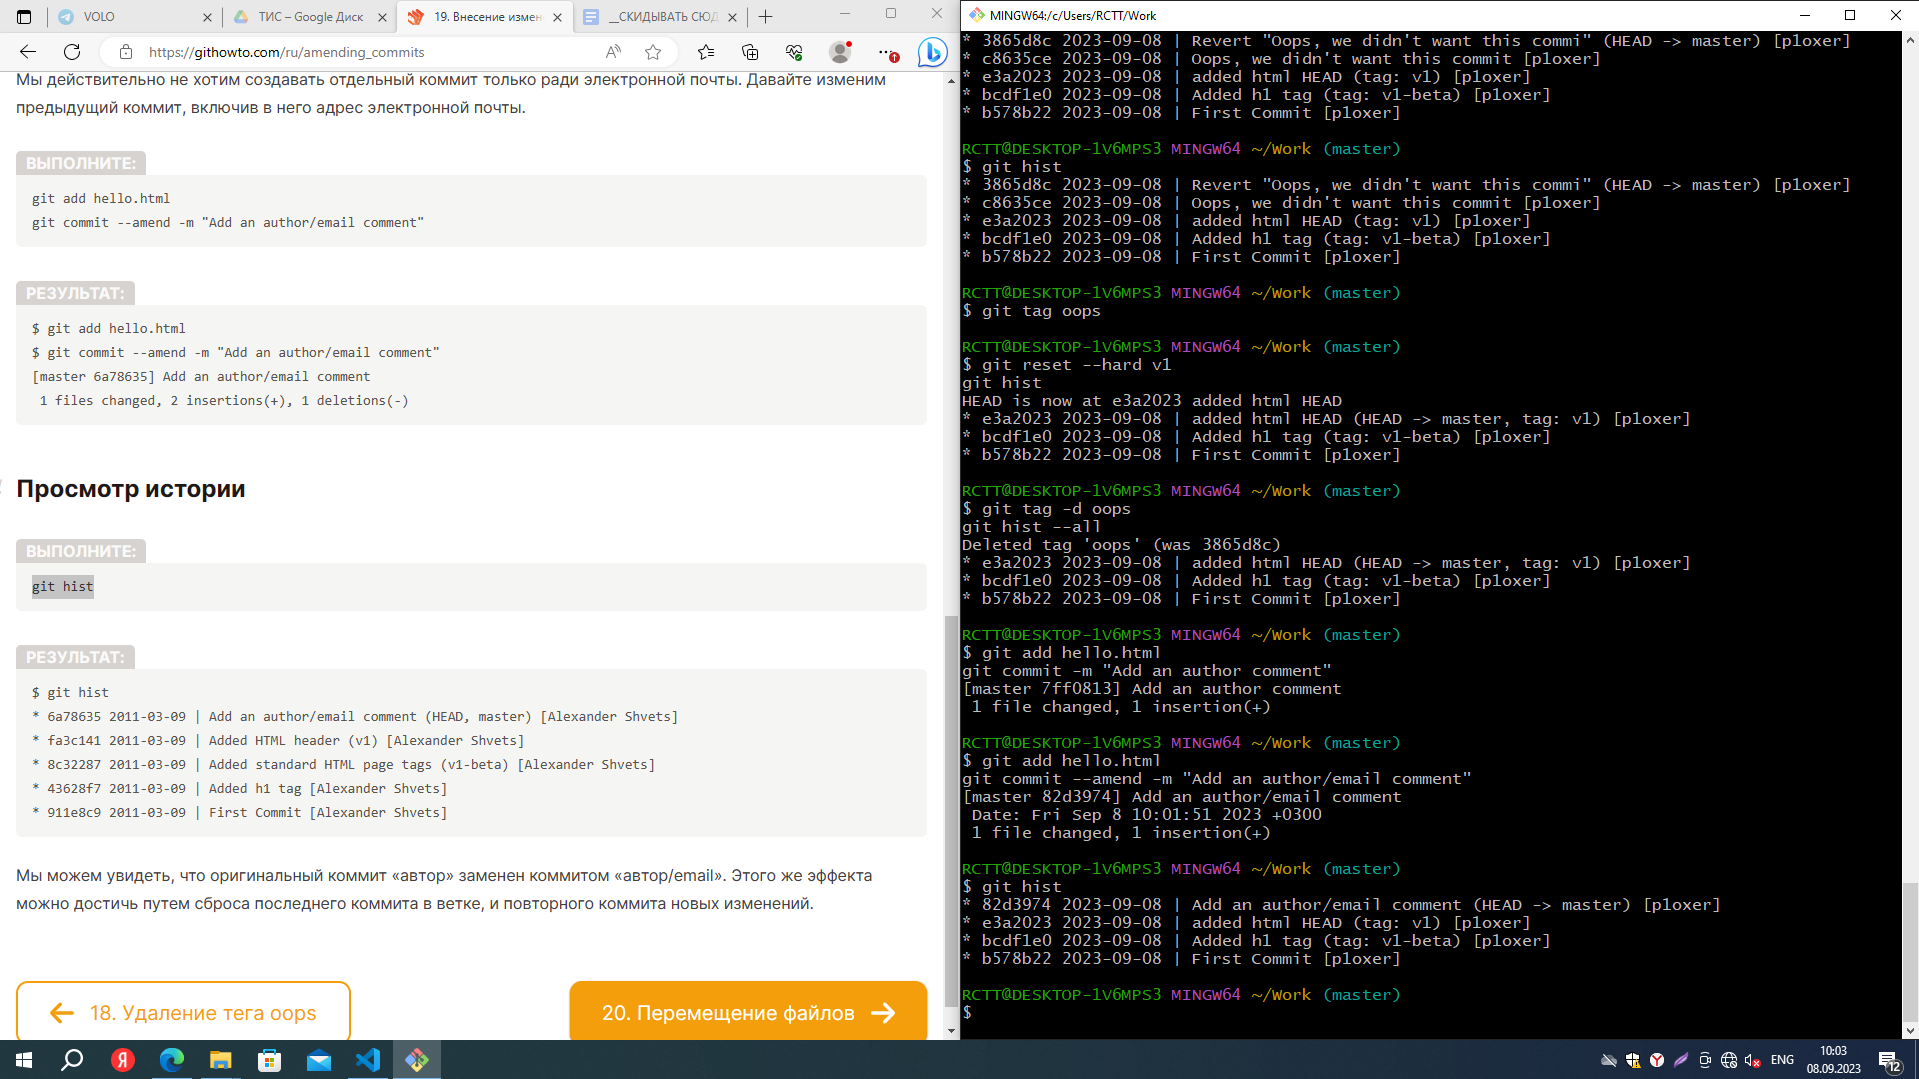 VOLO
ТИС – Google Диск
19. Внесение измен
__СКИДЫВАТЬ СЮД
https://githowto.com/ru/amending_commits
Мы действительно не хотим создавать отдельный коммит только ради электронной почты. Давайте изменим
предыдущий коммит, включив в него адрес электронной почты.
ВЫПОЛНИТЕ:
git add hello.html
git commit --amend -m "Add an author/email comment"
РЕЗУЛЬТАТ:
$ git add hello.html
$ git commit --amend -m "Add an author/email comment"
[master 6a78635] Add an author/email comment
1 files changed, 2 insertions(+), 1 deletions(-)
Просмотр истории
ВЫПОЛНИТЕ:
git hist
РЕЗУЛЬТАТ:
$ git hist
* 6a78635 2011-03-09 | Add an author/email comment (HEAD, master) [Alexander Shvets]
* fa3c141 2011-03-09 | Added HTML header (v1) [Alexander Shvets]
* 8c32287 2011-03-09 | Added standard HTML page tags (v1-beta) [Alexander Shvets]
* 43628f7 2011-03-09 | Added h1 tag [Alexander Shvets]
* 911e8c9 2011-03-09 | First Commit [Alexander Shvets]
Мы можем увидеть, что оригинальный коммит «автор» заменен коммитом «автор/email». Этого же эффекта
можно достичь путем сброса последнего коммита в ветке, и повторного коммита новых изменений.
18. Удаление тега oops
20. Перемещение файлов
MINGW64:/c/Users/RCTT/Work
* 3865d8c 2023-09-08 | Revert "Oops, we didn't want this commi" (HEAD -> master) [p1oxer]
* c8635ce 2023-09-08 | Oops, we didn't want this commit [p1oxer]
* e3a2023 2023-09-08 | added html HEAD (tag: v1) [p1oxer]
* bcdf1e0 2023-09-08 | Added h1 tag (tag: v1-beta) [p1oxer]
* b578b22 2023-09-08 | First Commit [p1oxer]
RCTT@DESKTOP-1V6MPS3 MINGW64 ~/Work (master)
$ git hist
* 3865d8c 2023-09-08 | Revert "Oops, we didn't want this commi" (HEAD -> master) [p1oxer]
* c8635ce 2023-09-08 | Oops, we didn't want this commit [p1oxer]
* e3a2023 2023-09-08 | added html HEAD (tag: v1) [p1oxer]
* bcdf1e0 2023-09-08 | Added h1 tag (tag: v1-beta) [p1oxer]
* b578b22 2023-09-08 | First Commit [p1oxer]
RCTT@DESKTOP-1V6MPS3 MINGW64 ~/Work (master)
$ git tag oops
RCTT@DESKTOP-1V6MPS3 MINGW64 ~/Work (master)
$ git reset --hard v1
git hist
HEAD is now at e3a2023 added html HEAD
* e3a2023 2023-09-08 | added html HEAD (HEAD -> master, tag: v1) [p1oxer]
* bcdf1e0 2023-09-08 | Added h1 tag (tag: v1-beta) [p1oxer]
* b578b22 2023-09-08 | First Commit [p1oxer]
RCTT@DESKTOP-1V6MPS3 MINGW64 ~/Work (master)
$ git tag -d oops
git hist --all
Deleted tag 'oops' (was 3865d8c)
* e3a2023 2023-09-08 | added html HEAD (HEAD -> master, tag: v1) [p1oxer]
* bcdf1e0 2023-09-08 | Added h1 tag (tag: v1-beta) [p1oxer]
* b578b22 2023-09-08 | First Commit [p1oxer]
RCTT@DESKTOP-1V6MPS3 MINGW64 ~/Work (master)
$ git add hello.html
git commit -m "Add an author comment"
[master 7ff0813] Add an author comment
1 file changed, 1 insertion(+)
RCTT@DESKTOP-1V6MPS3 MINGW64 ~/Work (master)
$ git add hello.html
git commit --amend -m "Add an author/email comment"
[master 82d3974] Add an author/email comment
Date: Fri Sep 8 10:01:51 2023 +0300
1 file changed, 1 insertion(+)
RCTT@DESKTOP-1V6MPS3 MINGW64 ~/Work (master)
$ git hist
* 82d3974 2023-09-08 | Add an author/email comment (HEAD -> master) [p1oxer]
* e3a2023 2023-09-08 | added html HEAD (tag: v1) [p1oxer]
* bcdf1e0 2023-09-08 | Added h1 tag (tag: v1-beta) [p1oxer]
* b578b22 2023-09-08 | First Commit [p1oxer]
RCTT@DESKTOP-1V6MPS3 MINGW64 ~/Work (master)
$
ENG
10:03
08.09.2023
12